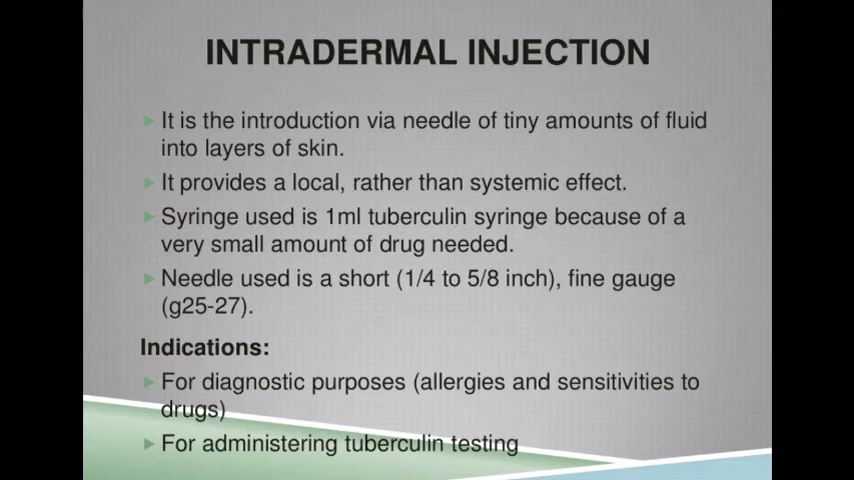 INTRADERMAL INJECTION
It is the introduction via needle of tiny amounts of fluid
into layers of skin.
It provides a local, rather than systemic effect.
Syringe used is 1ml tuberculin syringe because of a
very small amount of drug needed.
Needle used is a short (1/4 to 5/8 inch), fine gauge
(g25-27).
Indications:
For diagnostic purposes (allergies and sensitivities to
drugs)
For administering tuberculin testing